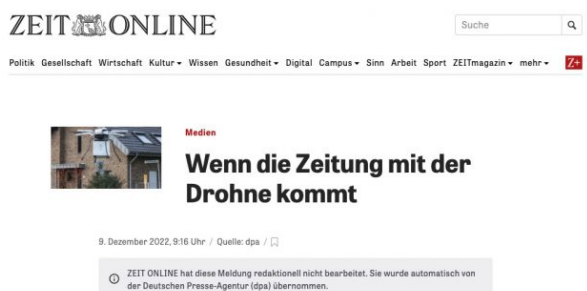 ZEIT ONLINE
Suche
Politik Gesellschaft Wirtschaft Kultur Wissen Gesundheit Digital Campus Sinn Arbeit Sport ZEITmagazin mehr Z+
Medien
Wenn die Zeitung mit der
Drohne kommt
9. Dezember 2022, 9:16 Uhr / Quelle: dpa /
ZEIT ONLINE hat diese Meldung redaktionell nicht bearbeitet. Sie wurde automatisch von
der Deutschen Presse-Agentur (dpa) übernommen.